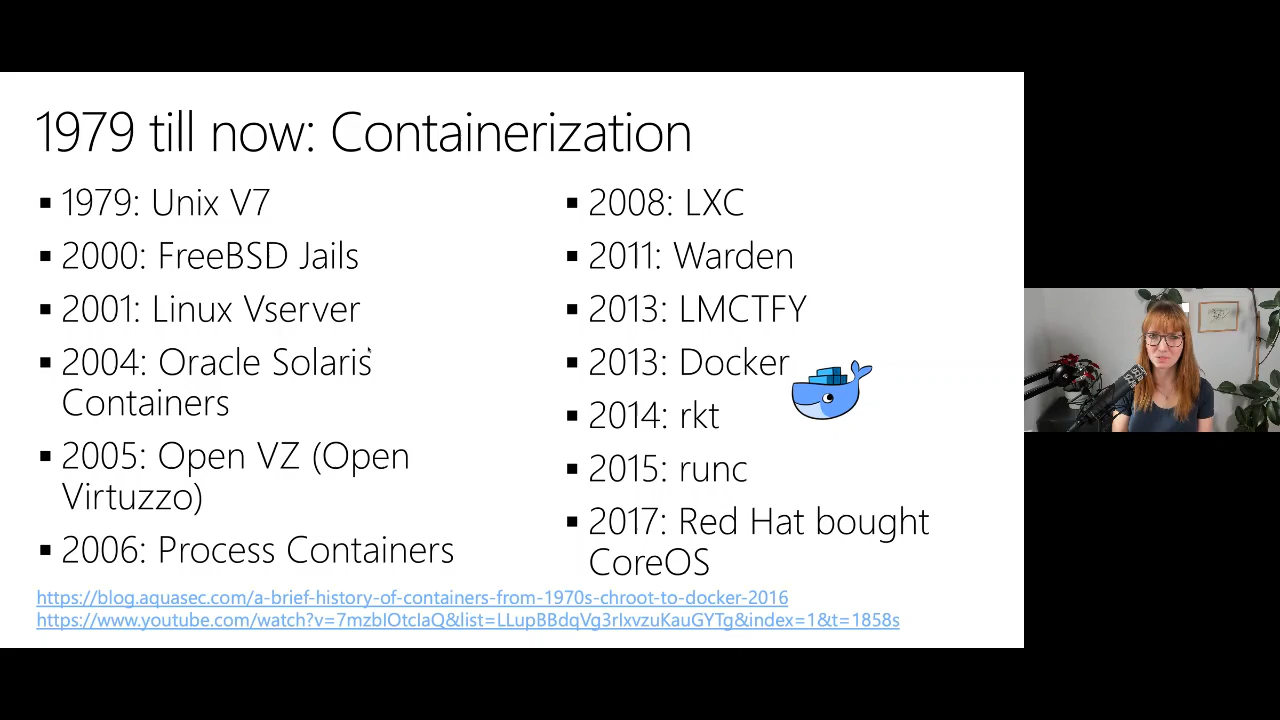 1979 till now: Containerization
▪ 1979: Unix V7
▪ 2000: FreeBSD Jails
▪ 2001: Linux Vserver
▪ 2004: Oracle Solaris
Containers
▪ 2005: Open VZ (Open
Virtuzzo)
▪ 2006: Process Containers
▪ 2008: LXC
▪ 2011: Warden
▪ 2013: LMCTFY
▪ 2013: Docker
▪ 2014: rkt
▪ 2015: runc
▪ 2017: Red Hat bought
CoreOS
https://blog.aquasec.com/a-brief-history-of-containers-from-1970s-chroot-to-docker-2016
https://www.youtube.com/watch?v=7mzbIOtcIaQ&list=LLupBBdqVg3rIxvzuKauGYTg&index=1&t=1858s